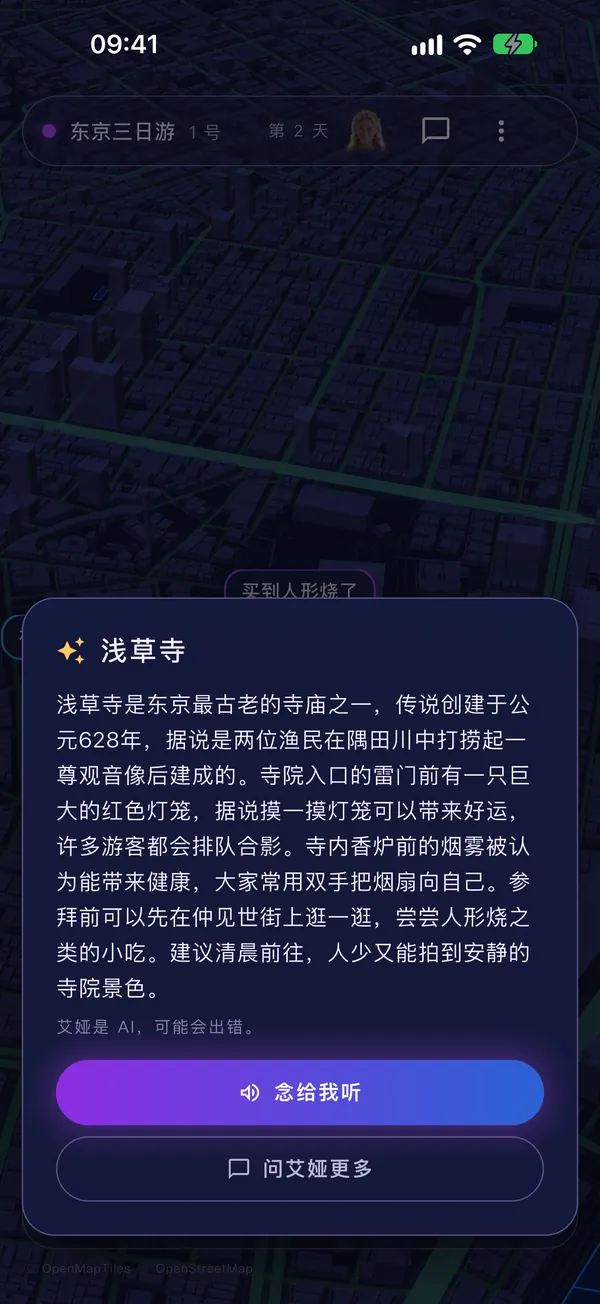 09:41
东京三日游 1 号 第 2 天
买到人形烧了
浅草寺
浅草寺是东京最古老的寺庙之一，传说创建于公
元628年，据说是两位渔民在隅田川中打捞起一
尊观音像后建成的。寺院入口的雷门前有一只巨
大的红色灯笼，据说摸一摸灯笼可以带来好运，
许多游客都会排队合影。寺内香炉前的烟雾被认
为能带来健康，大家常用双手把烟扇向自己。参
拜前可以先在仲见世街上逛一逛，尝尝人形烧之
类的小吃。建议清晨前往，人少又能拍到安静的
寺院景色。
艾娅是 AI，可能会出错。
念给我听
问艾娅更多
OpenMapTiles OpenStreetMap